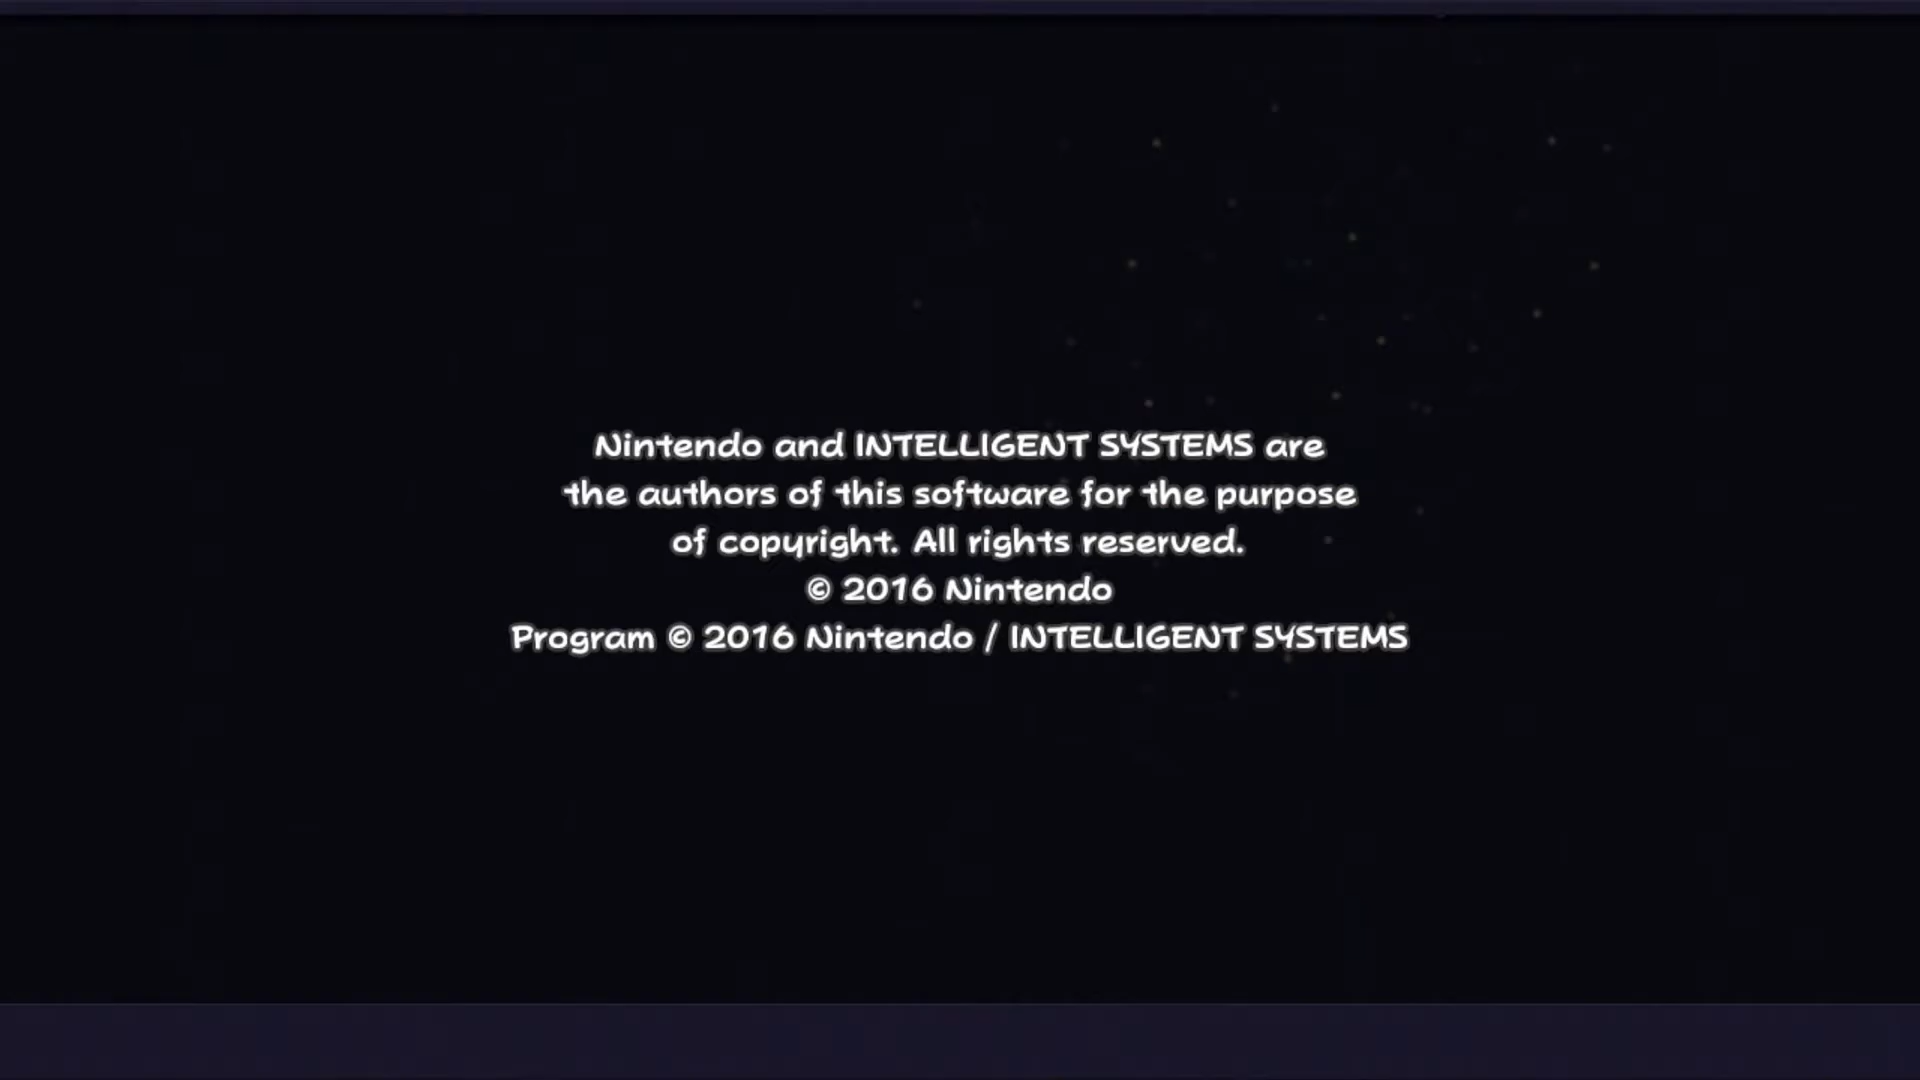 Nintendo and INTELLIGENT SYSTEMS are
the authors of this software for the purpose
of copyright. All rights reserved.
© 2016 Nintendo
Program © 2016 Nintendo / INTELLIGENT SYSTEMS